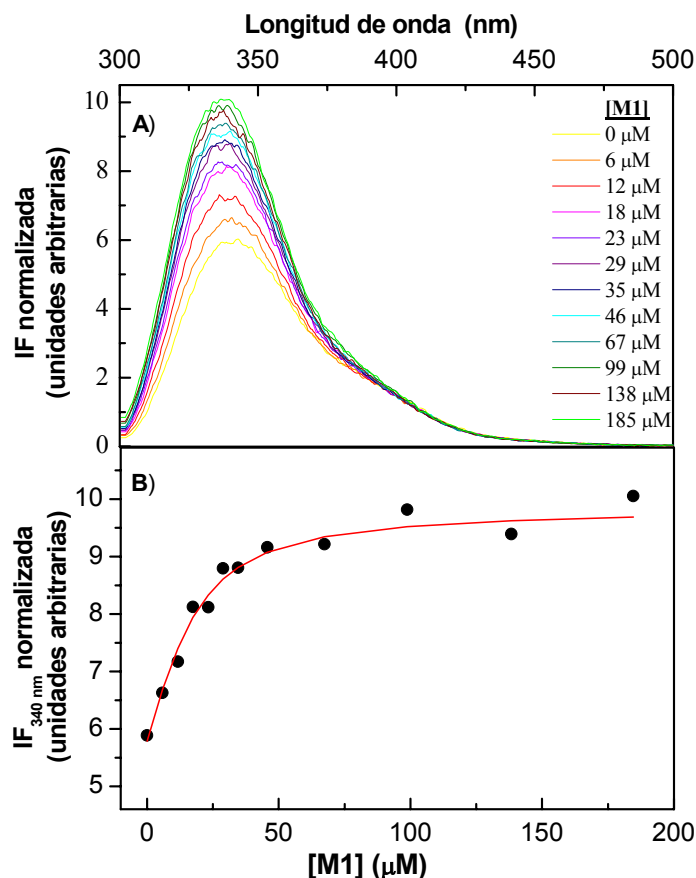 Longitud de onda (nm)
300 350 400 450 500
10
8
6
4
2
0
IF normalizada
(unidades arbitrarias)
A)
[M1]
0 μM
6 μM
12 μM
18 μM
23 μM
29 μM
35 μM
46 μM
67 μM
99 μM
138 μM
185 μM
B)
10
9
8
7
6
5
IF340 nm normalizada
(unidades arbitrarias)
0 50 100 150 200
[M1] (μM)